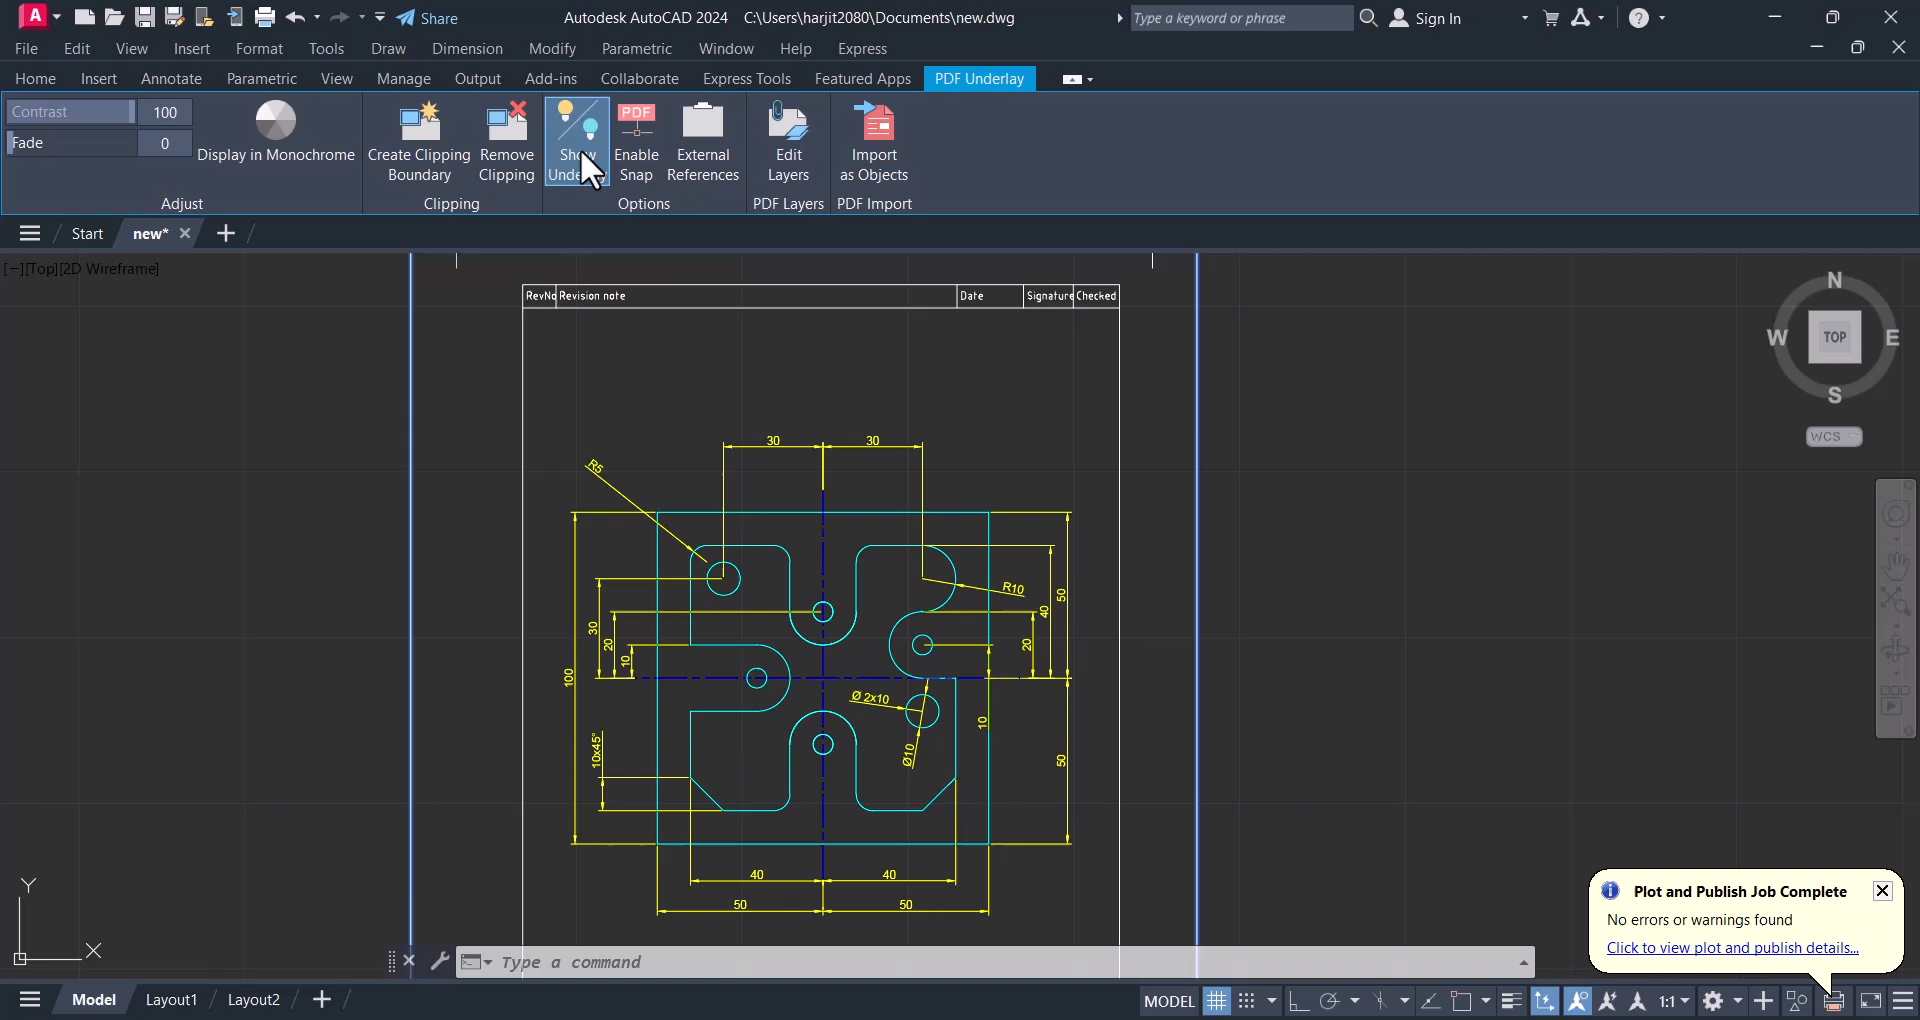 A Share Autodesk AutoCAD 2024 C:\Users\harjit2080\Documents\new.dwg Type a keyword or phrase Sign In
File Edit View Insert Format Tools Draw Dimension Modify Parametric Window Help Express
Home Insert Annotate Parametric View Manage Output Add-ins Collaborate Express Tools Featured Apps PDF Underlay
Contrast 100
Fade 0
Display in Monochrome
Adjust
Create Clipping
Boundary
Remove
Clipping
Clipping
Show
PDF
Enable
Snap
External
References
Options
Edit
Layers
PDF Layers
Import
as Objects
PDF Import
Start new* +
[−][Top][2D Wireframe]
RevNo Revision note Date Signature Checked
N
W TOP E
S
WCS
30 30
R5
R10
50
40
30
20
20
10
100
Ø 2x10
10
Ø10
10x45°
50
40 40
50 50
Y
X
Plot and Publish Job Complete
No errors or warnings found
Click to view plot and publish details...
Type a command
Model Layout1 Layout2 +
MODEL 1:1